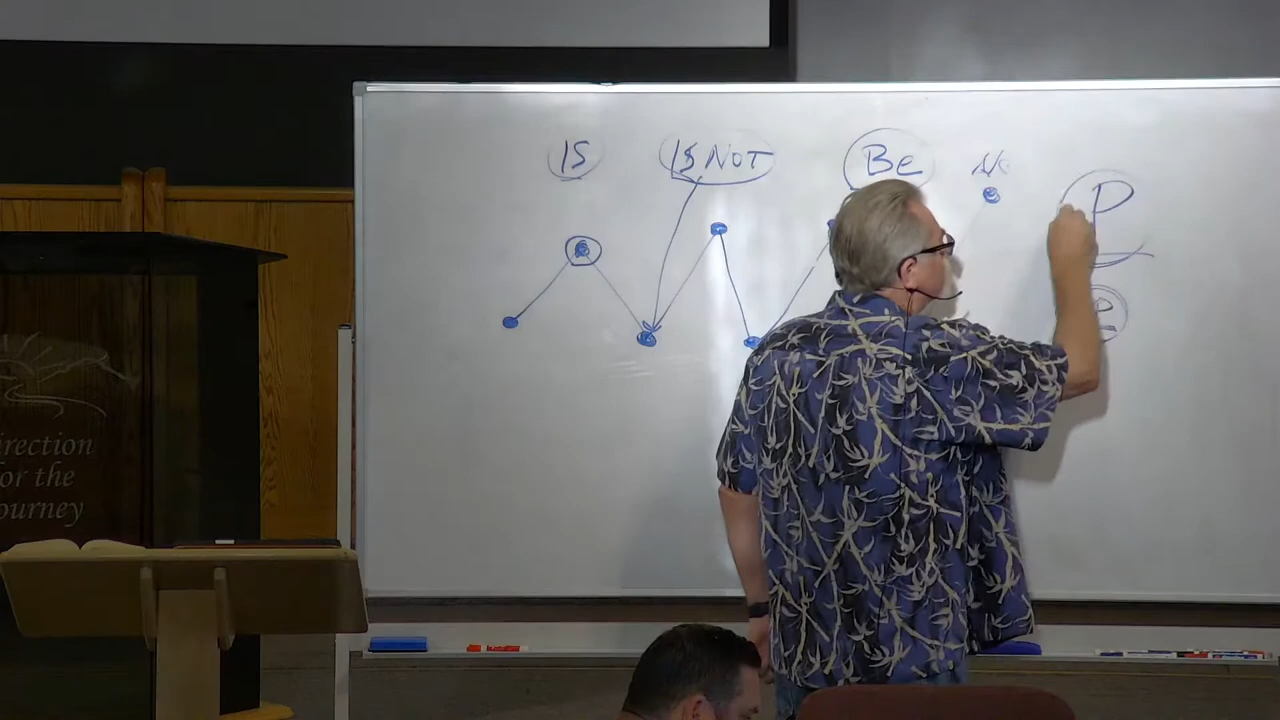 IS IS NOT Be
P
e
irection
or the
ourney